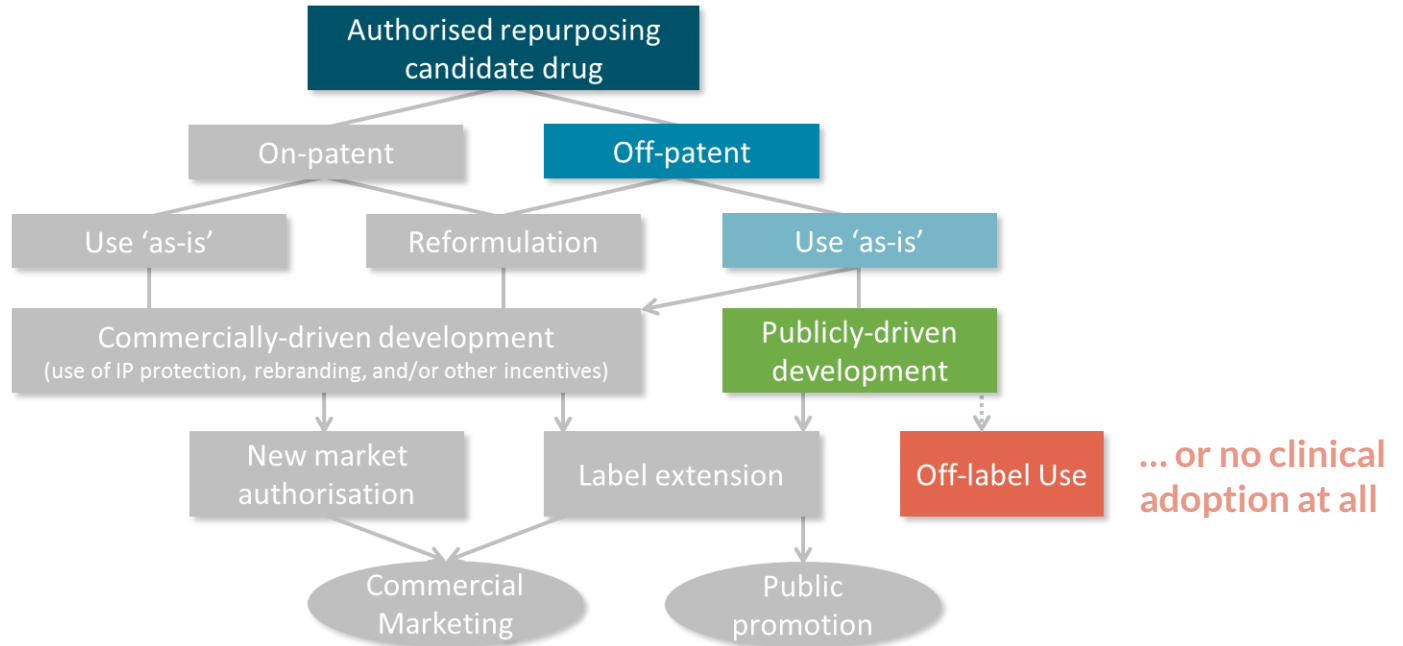 Authorised repurposing
candidate drug
On-patent
Off-patent
Use ‘as-is’
Reformulation
Use ‘as-is’
Commercially-driven development
(use of IP protection, rebranding, and/or other incentives)
Publicly-driven
development
New market
authorisation
Label extension
Off-label Use
... or no clinical
adoption at all
Commercial
Marketing
Public
promotion